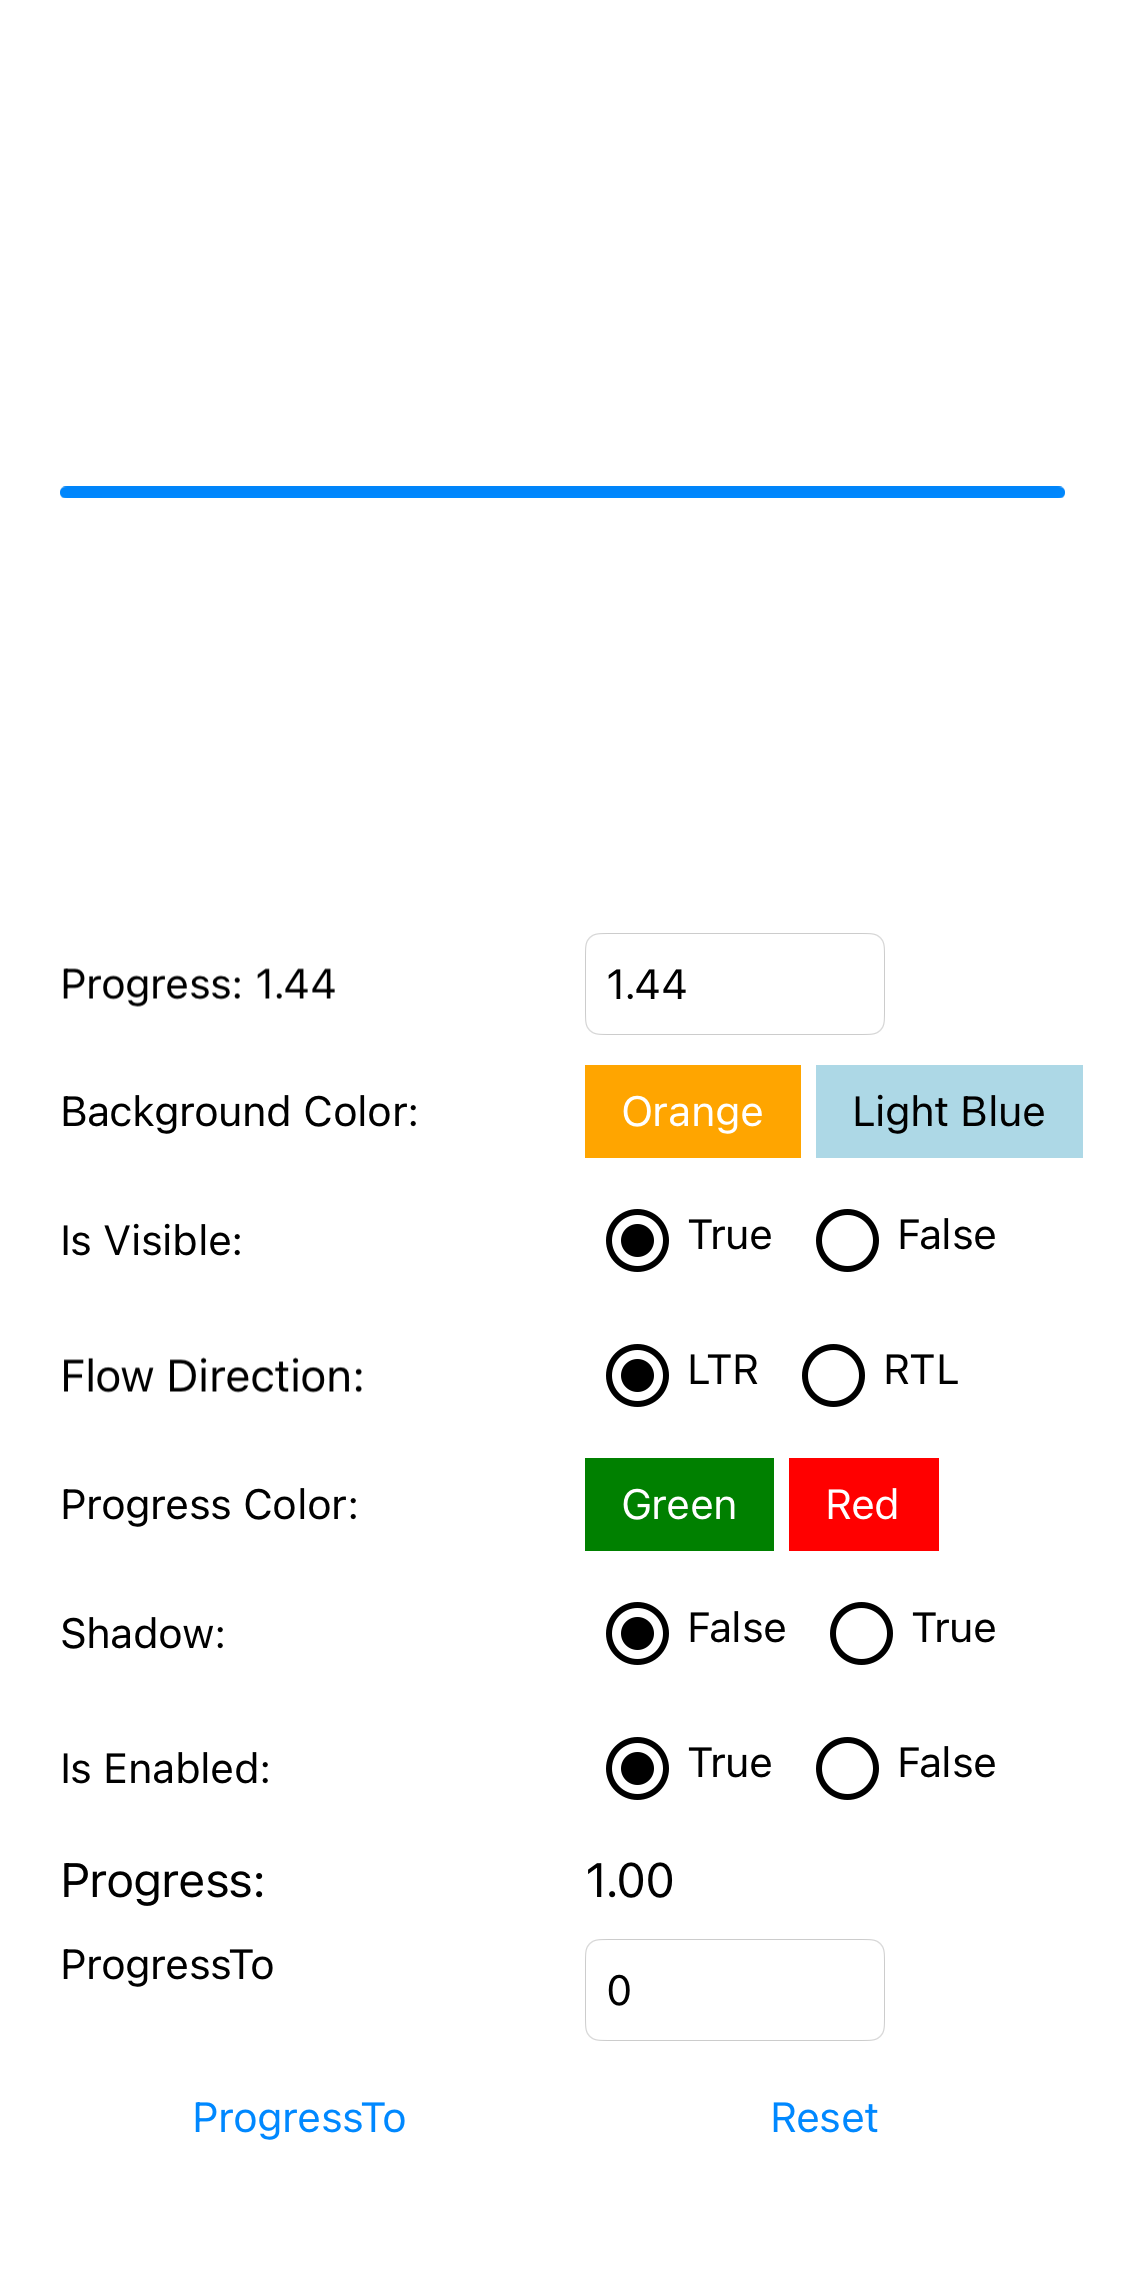 Progress: 1.44 1.44
Background Color: Orange Light Blue
Is Visible: True False
Flow Direction: LTR RTL
Progress Color: Green Red
Shadow: False True
Is Enabled: True False
Progress: 1.00
ProgressTo 0
ProgressTo Reset